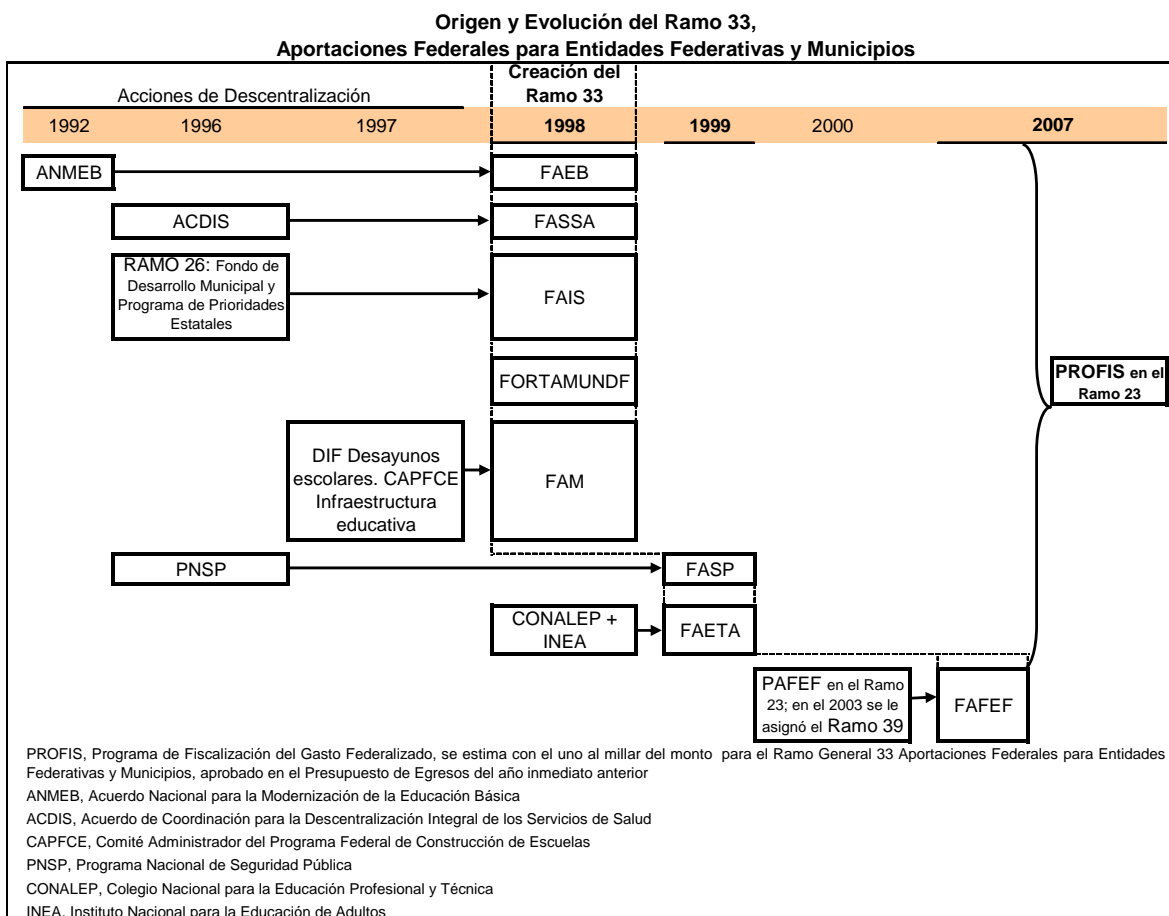 Origen y Evolución del Ramo 33,
Aportaciones Federales para Entidades Federativas y Municipios
Creación del
Ramo 33
Acciones de Descentralización
1992 1996 1997 1998 1999 2000 2007
ANMEB FAEB
ACDIS FASSA
RAMO 26: Fondo de
Desarrollo Municipal y
Programa de Prioridades
Estatales
FAIS
FORTAMUNDF
PROFIS en el
Ramo 23
DIF Desayunos
escolares. CAPFCE
Infraestructura
educativa
FAM
PNSP FASP
CONALEP +
INEA
FAETA
PAFEF en el Ramo
23; en el 2003 se le
asignó el Ramo 39
FAFEF
PROFIS, Programa de Fiscalización del Gasto Federalizado, se estima con el uno al millar del monto para el Ramo General 33 Aportaciones Federales para Entidades
Federativas y Municipios, aprobado en el Presupuesto de Egresos del año inmediato anterior
ANMEB, Acuerdo Nacional para la Modernización de la Educación Básica
ACDIS, Acuerdo de Coordinación para la Descentralización Integral de los Servicios de Salud
CAPFCE, Comité Administrador del Programa Federal de Construcción de Escuelas
PNSP, Programa Nacional de Seguridad Pública
CONALEP, Colegio Nacional para la Educación Profesional y Técnica
INEA, Instituto Nacional para la Educación de Adultos